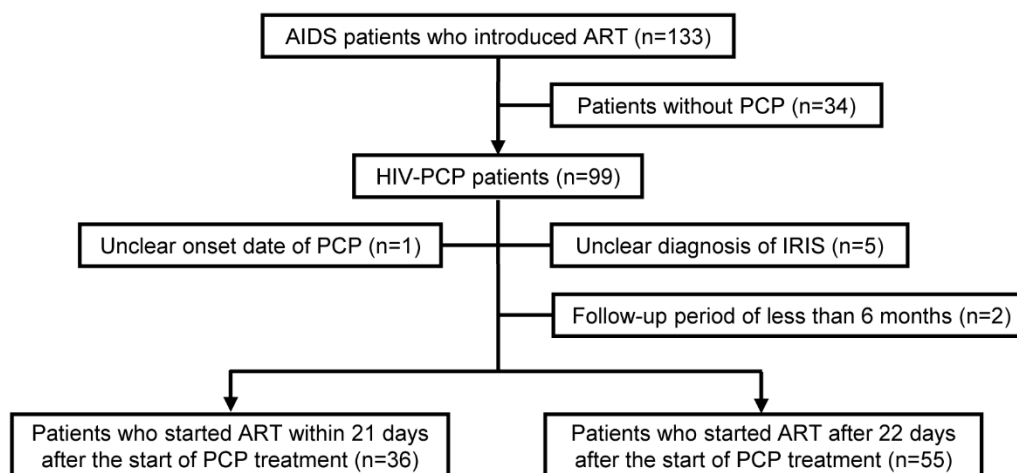 AIDS patients who introduced ART (n=133)
Patients without PCP (n=34)
HIV-PCP patients (n=99)
Unclear onset date of PCP (n=1)
Unclear diagnosis of IRIS (n=5)
Follow-up period of less than 6 months (n=2)
Patients who started ART within 21 days
after the start of PCP treatment (n=36)
Patients who started ART after 22 days
after the start of PCP treatment (n=55)